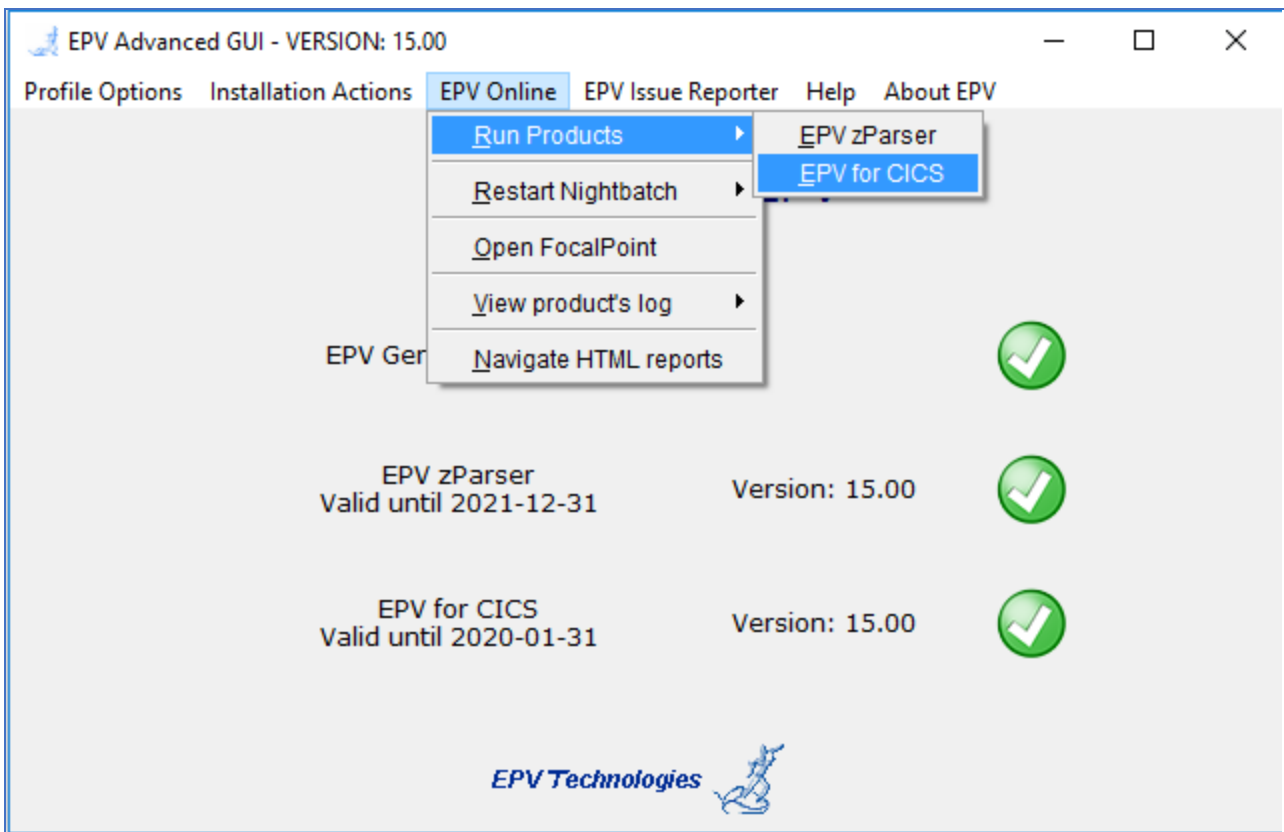 EPV Advanced GUI - VERSION: 15.00
Profile Options Installation Actions EPV Online EPV Issue Reporter Help About EPV
Run Products
EPV zParser
EPV for CICS
Restart Nightbatch
Open FocalPoint
View product's log
Navigate HTML reports
EPV
EPV zParser
Valid until 2021-12-31
Version: 15.00
EPV for CICS
Valid until 2020-01-31
Version: 15.00
EPV Technologies